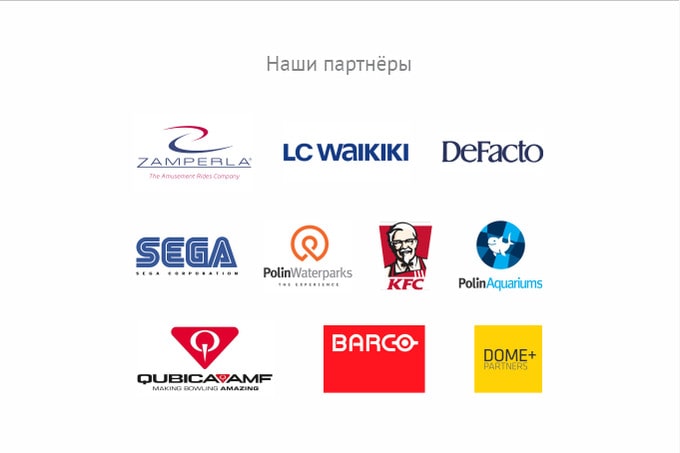 Наши партнёры
ZAMPERLA®
The Amusement Rides Company
LC WAIKIKI
DeFacto
SEGA
SEGA CORPORATION
PolinWaterparks
THE EXPERIENCE
KFC
PolinAquariums
QUBICAAMF
MAKING BOWLING AMAZING
BARCO
DOME+
PARTNERS